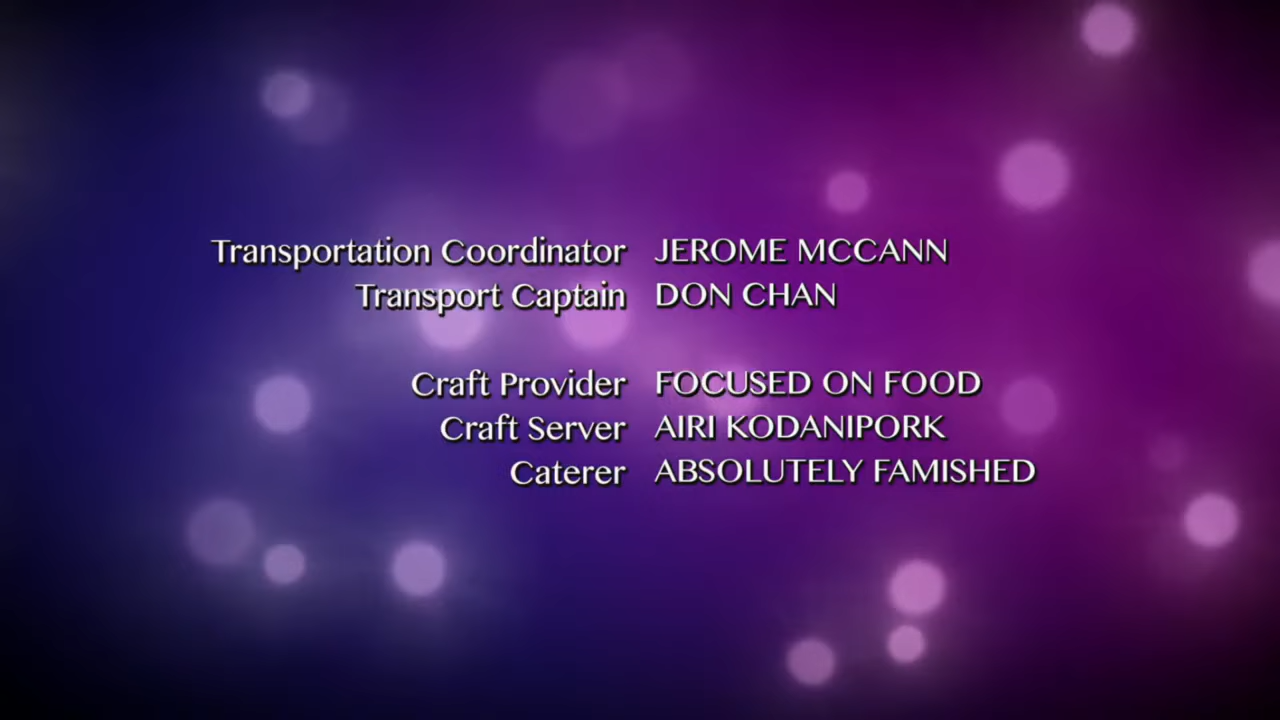 Transportation Coordinator JEROME MCCANN
Transport Captain DON CHAN
Craft Provider FOCUSED ON FOOD
Craft Server AIRI KODANIPORK
Caterer ABSOLUTELY FAMISHED